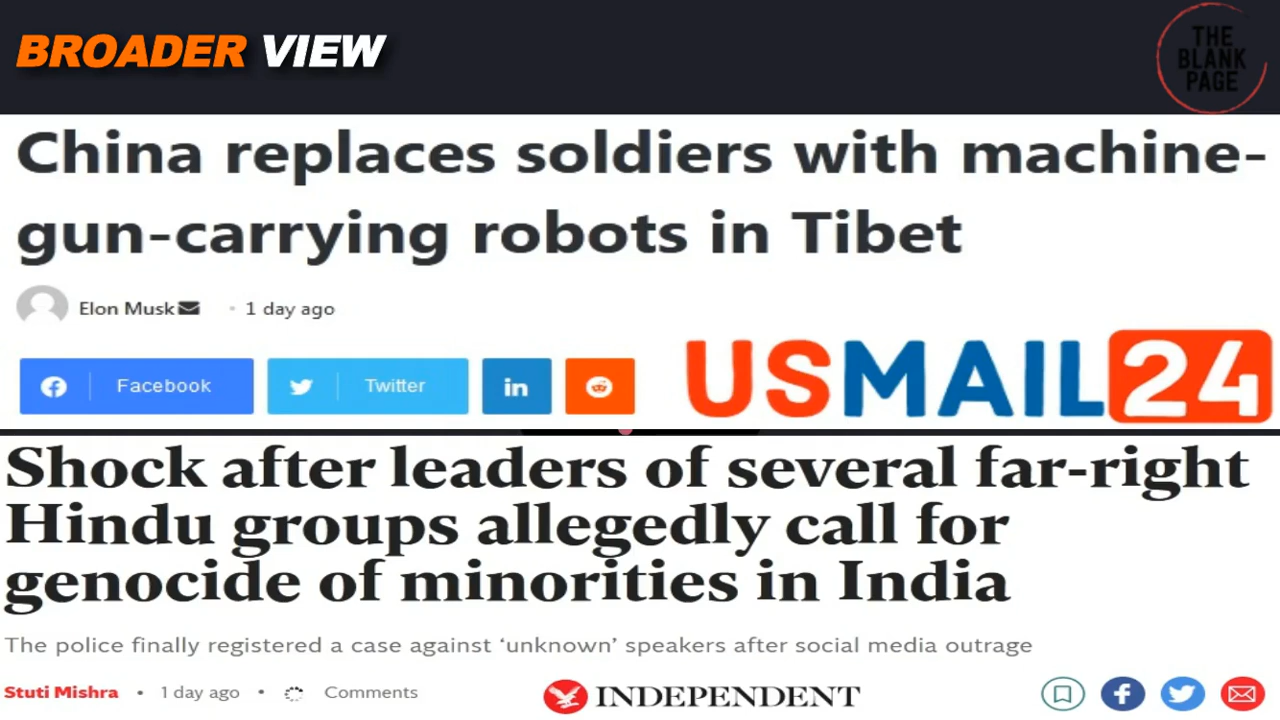 BROADER VIEW
THE
BLANK
PAGE
China replaces soldiers with machine-
gun-carrying robots in Tibet
Elon Musk • 1 day ago
Facebook
Twitter
in
USMAIL24
Shock after leaders of several far-right
Hindu groups allegedly call for
genocide of minorities in India
The police finally registered a case against ‘unknown’ speakers after social media outrage
Stuti Mishra • 1 day ago • Comments
INDEPENDENT